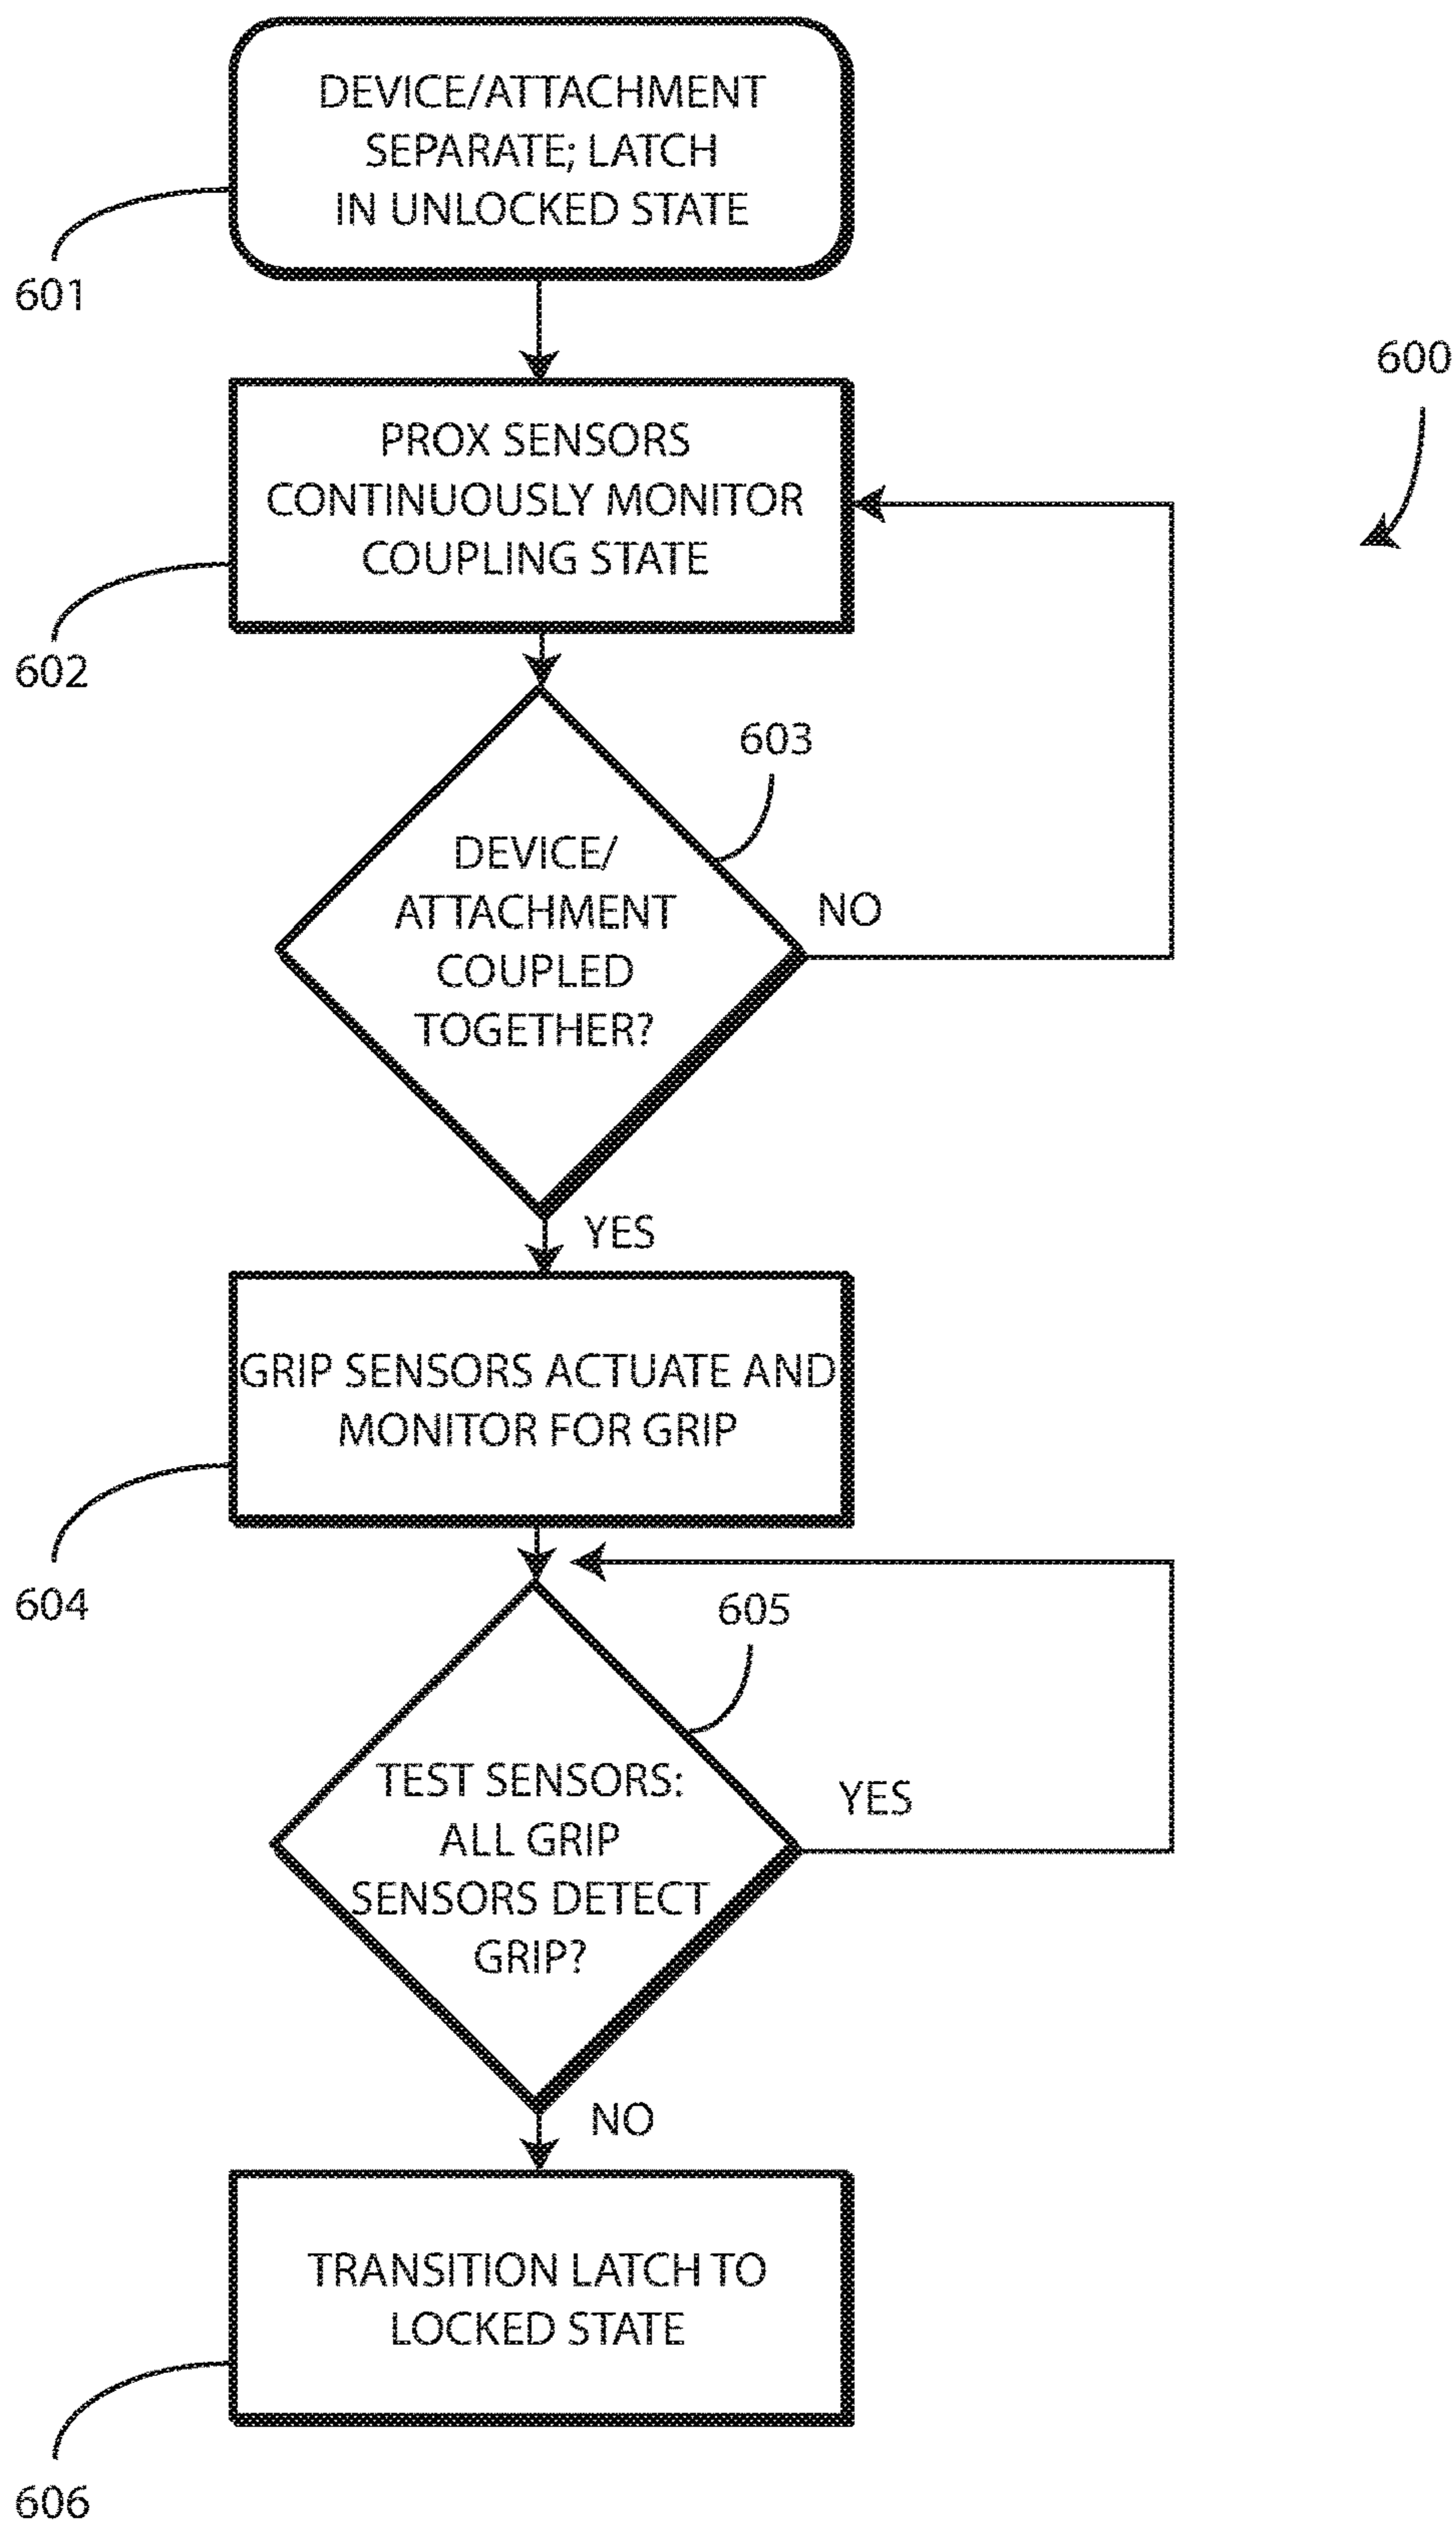 DEVICE/ATTACHMENT
SEPARATE; LATCH
IN UNLOCKED STATE
601
600
PROX SENSORS
CONTINUOUSLY MONITOR
COUPLING STATE
602
603
DEVICE/
ATTACHMENT
COUPLED
TOGETHER?
NO
YES
GRIP SENSORS ACTUATE AND
MONITOR FOR GRIP
604
605
TEST SENSORS:
ALL GRIP
SENSORS DETECT
GRIP?
YES
NO
TRANSITION LATCH TO
LOCKED STATE
606